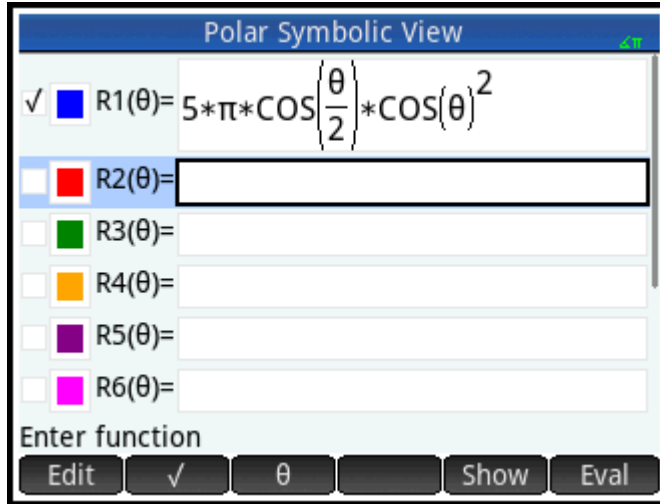 Polar Symbolic View
∡π
√ R1(θ)= 5*π*COS(θ/2)*COS(θ)²
R2(θ)=
R3(θ)=
R4(θ)=
R5(θ)=
R6(θ)=
Enter function
Edit √ θ Show Eval